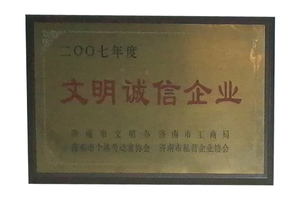 二〇〇七年度
文明诚信企业
济南市文明办 济南市工商局
济南市个体劳动者协会 济南市私营企业协会